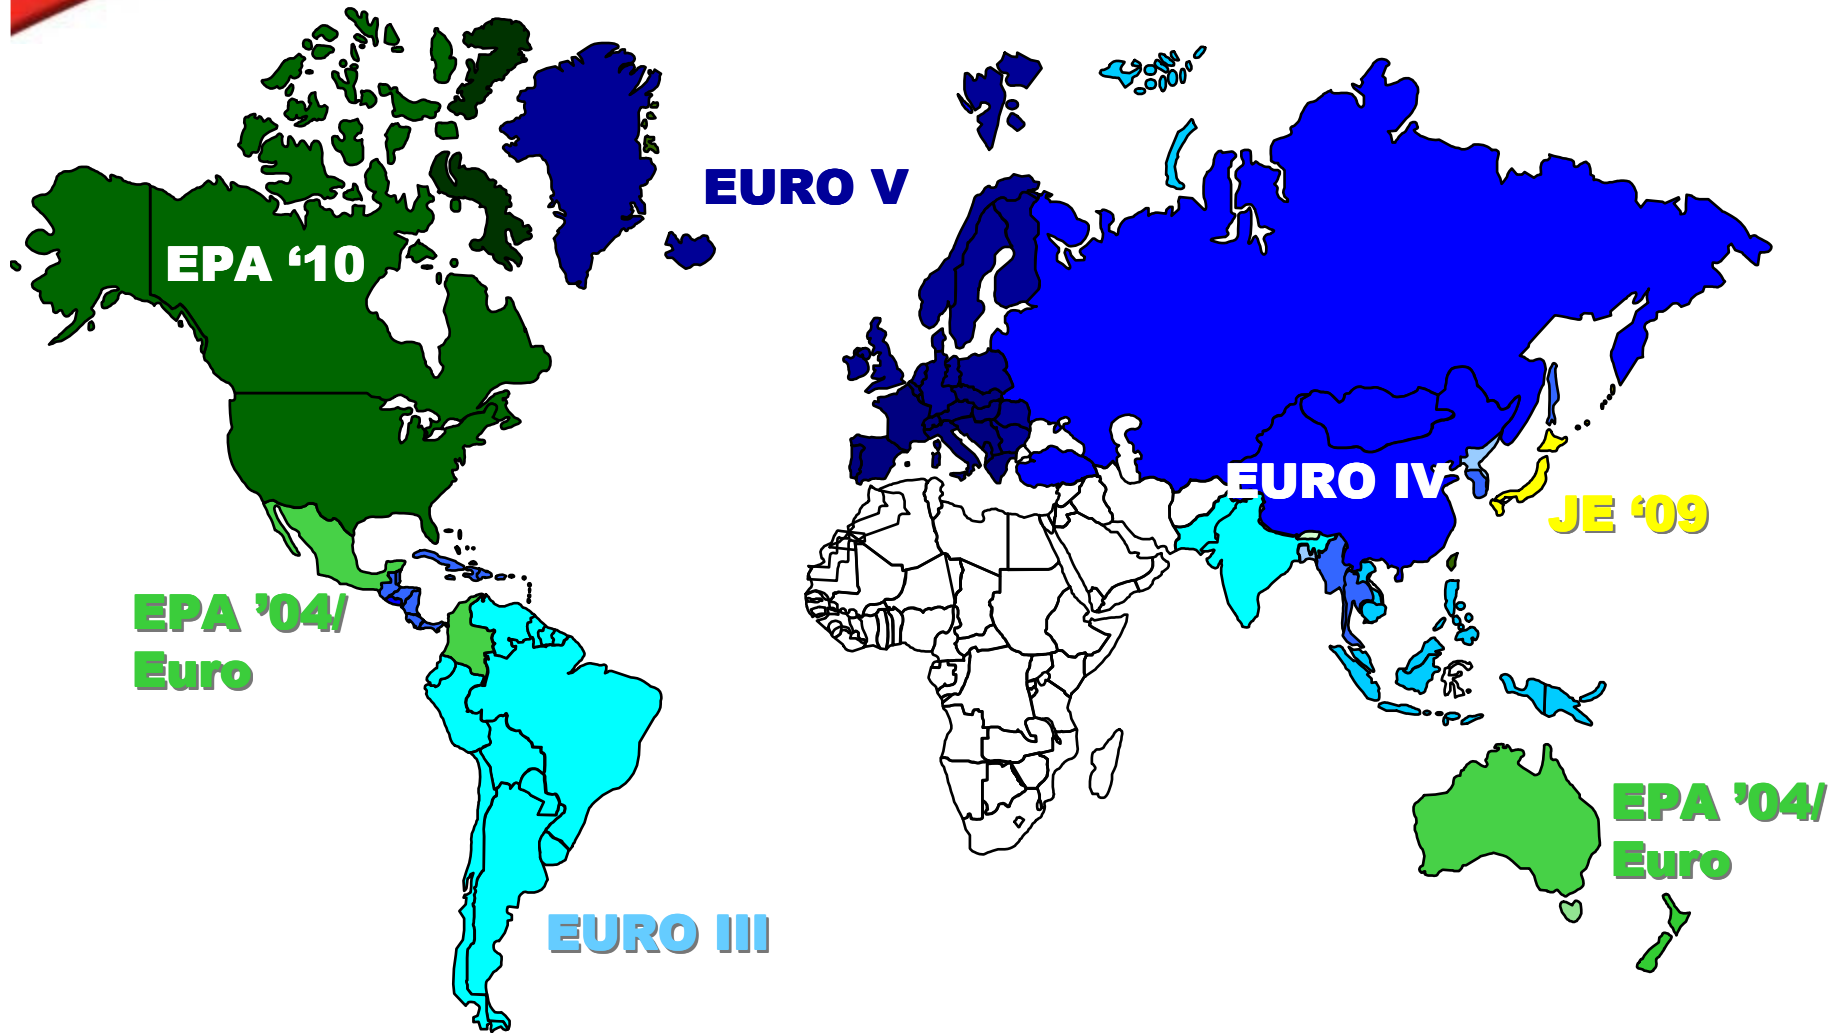 EURO V
EPA ‘10
EURO IV
JE ‘09
EPA ’04/
Euro
EPA ’04/
Euro
EURO III